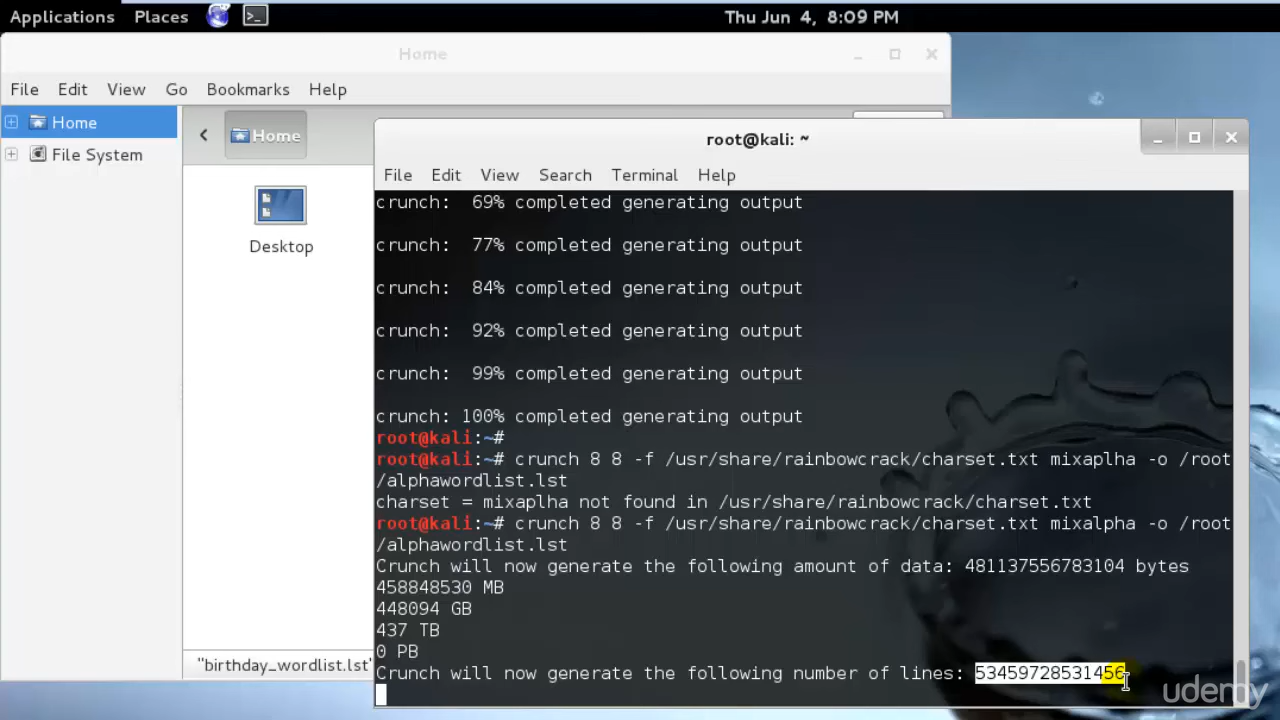 Applications Places Thu Jun 4, 8:09 PM
Home
File Edit View Go Bookmarks Help
Home
Home
File System
Desktop
"birthday_wordlist.lst"
root@kali: ~
File Edit View Search Terminal Help
crunch:  69% completed generating output
crunch:  77% completed generating output
crunch:  84% completed generating output
crunch:  92% completed generating output
crunch:  99% completed generating output
crunch: 100% completed generating output
root@kali:~#
root@kali:~# crunch 8 8 -f /usr/share/rainbowcrack/charset.txt mixaplha -o /root
/alphawordlist.lst
charset = mixaplha not found in /usr/share/rainbowcrack/charset.txt
root@kali:~# crunch 8 8 -f /usr/share/rainbowcrack/charset.txt mixalpha -o /root
/alphawordlist.lst
Crunch will now generate the following amount of data: 481137556783104 bytes
458848530 MB
448094 GB
437 TB
0 PB
Crunch will now generate the following number of lines: 53459728531456
udemy